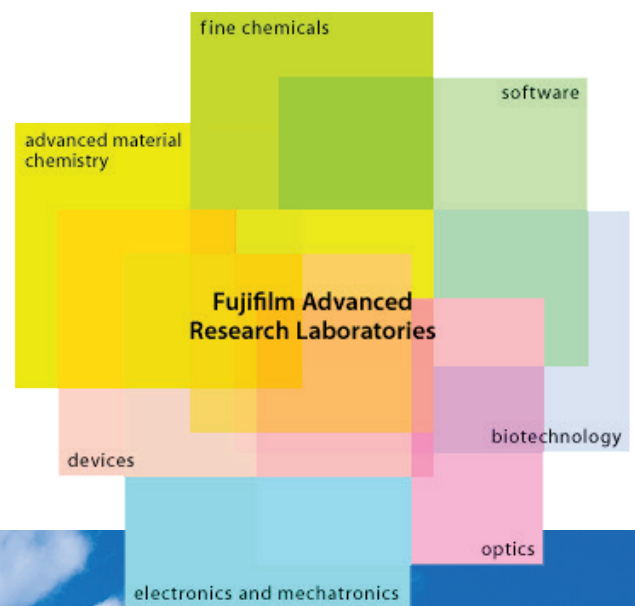 fine chemicals
software
advanced material
chemistry
Fujifilm Advanced
Research Laboratories
biotechnology
devices
optics
electronics and mechatronics